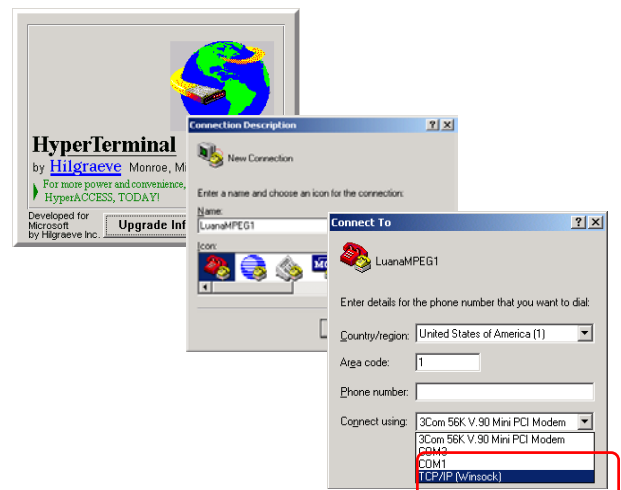 HyperTerminal
by Hilgraeve Monroe, Mi
For more power and convenience,
HyperACCESS, TODAY!
Developed for
Microsoft
by Hilgraeve Inc.
Upgrade Inf
Connection Description
New Connection
Enter a name and choose an icon for the connection:
Name:
LuanaMPEG1
Icon:
Connect To
LuanaMPEG1
Enter details for the phone number that you want to dial:
Country/region: United States of America (1)
Area code: 1
Phone number:
Connect using: 3Com 56K V.90 Mini PCI Modem
3Com 56K V.90 Mini PCI Modem
COM3
COM1
TCP/IP (Winsock)